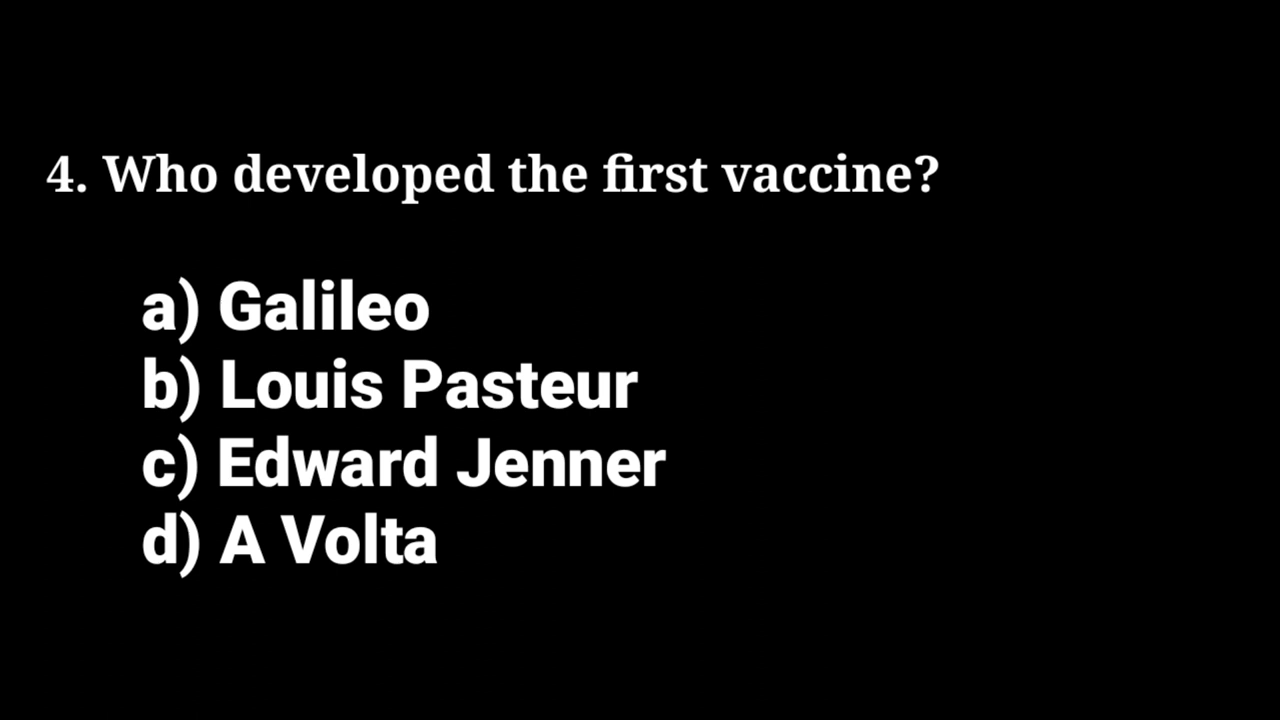 4. Who developed the first vaccine?
a) Galileo
b) Louis Pasteur
c) Edward Jenner
d) A Volta